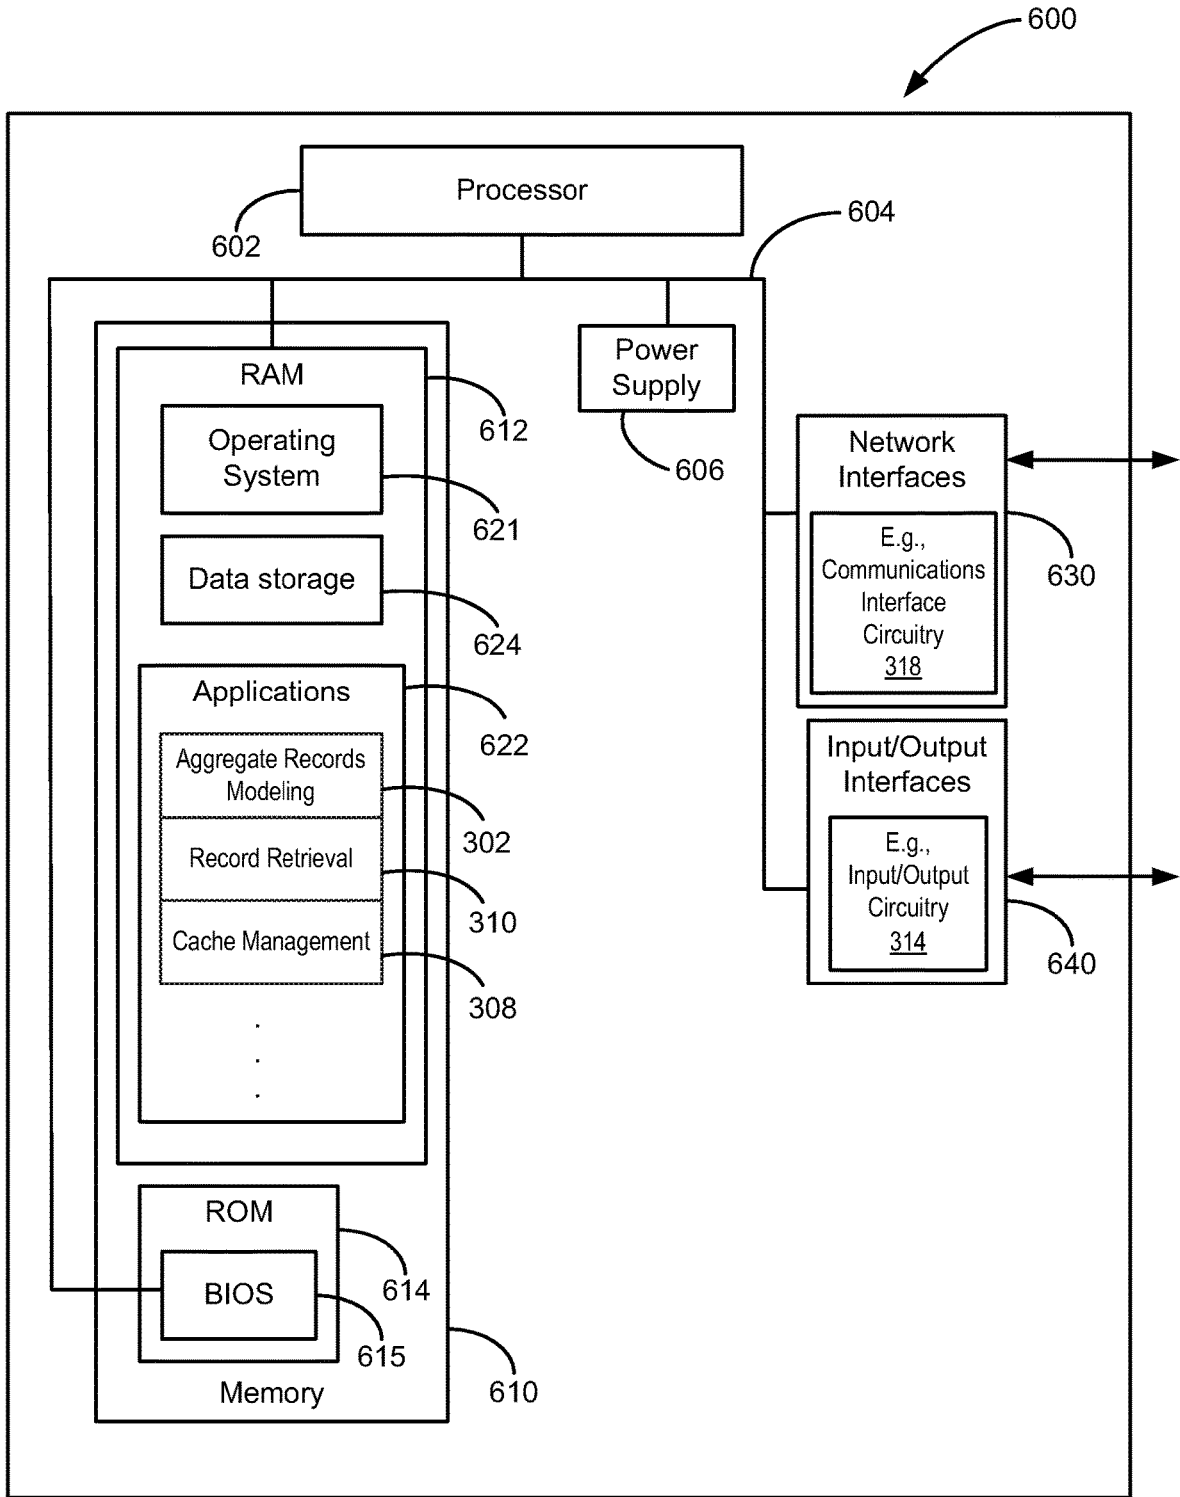 600
Processor
602
604
RAM
612
Operating
System
621
Data storage
624
Applications
622
Aggregate Records
Modeling
302
Record Retrieval
310
Cache Management
308
.
.
.
ROM
614
BIOS
615
Memory
610
Power
Supply
606
Network
Interfaces
E.g.,
Communications
Interface
Circuitry
318
630
Input/Output
Interfaces
E.g.,
Input/Output
Circuitry
314
640